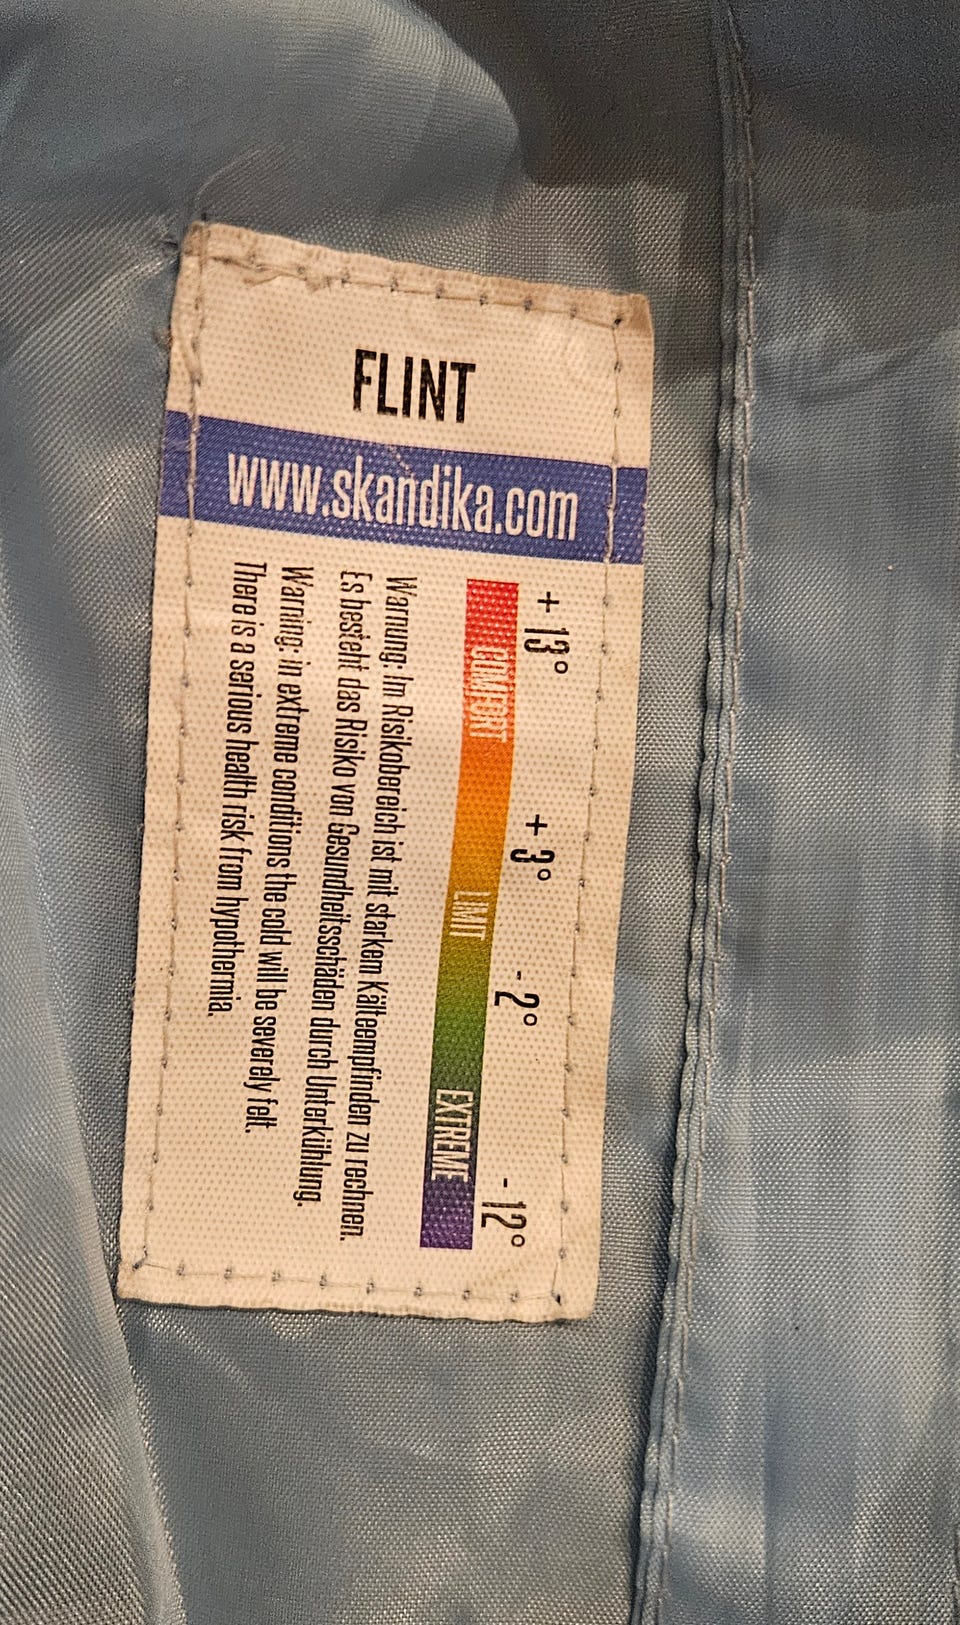 FLINT
www.skandika.com
+ 13° + 3° - 2° - 12°
COMFORT LIMIT EXTREME
Warnung: Im Risikobereich ist mit starkem Kälteempfinden zu rechnen.
Es besteht das Risiko von Gesundheitsschäden durch Unterkühlung.
Warning: in extreme conditions the cold will be severely felt.
There is a serious health risk from hypothermia.